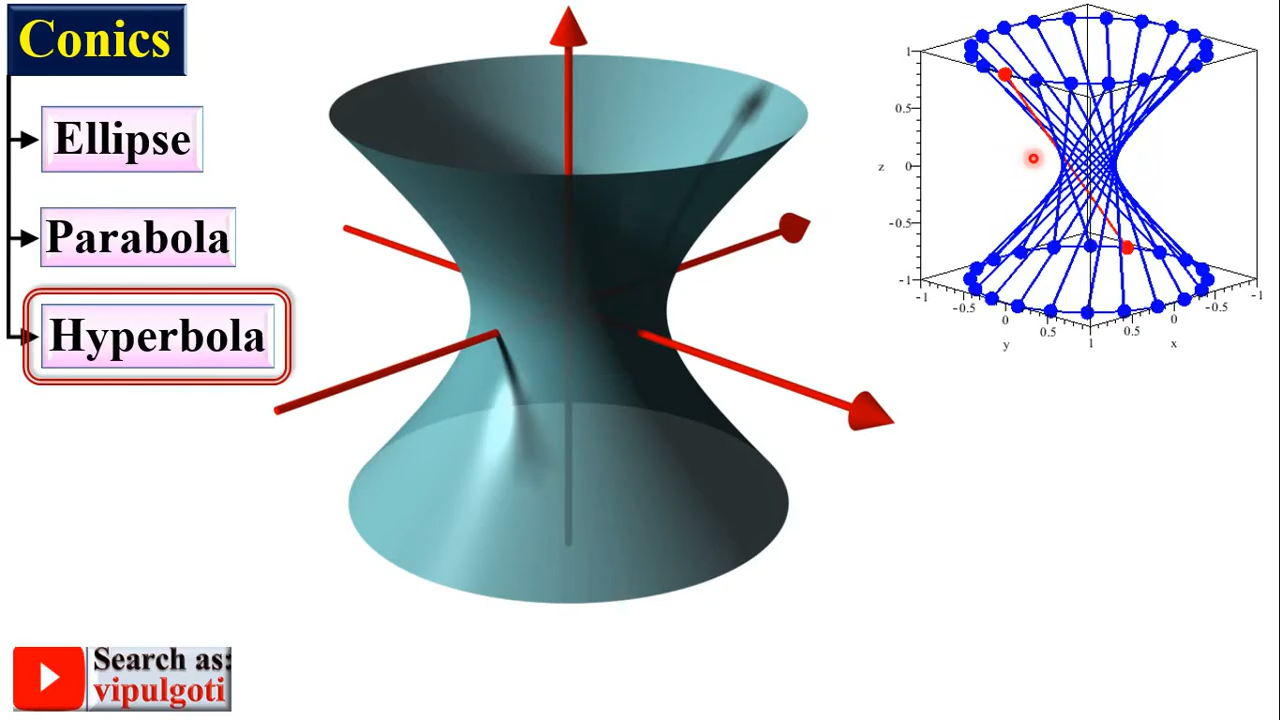 Conics
Ellipse
Parabola
Hyperbola
1
0.5
z
0
-0.5
-1
-1
-0.5
0
0.5
1
y
0.5
0
-0.5
-1
x
Search as:
vipulgoti